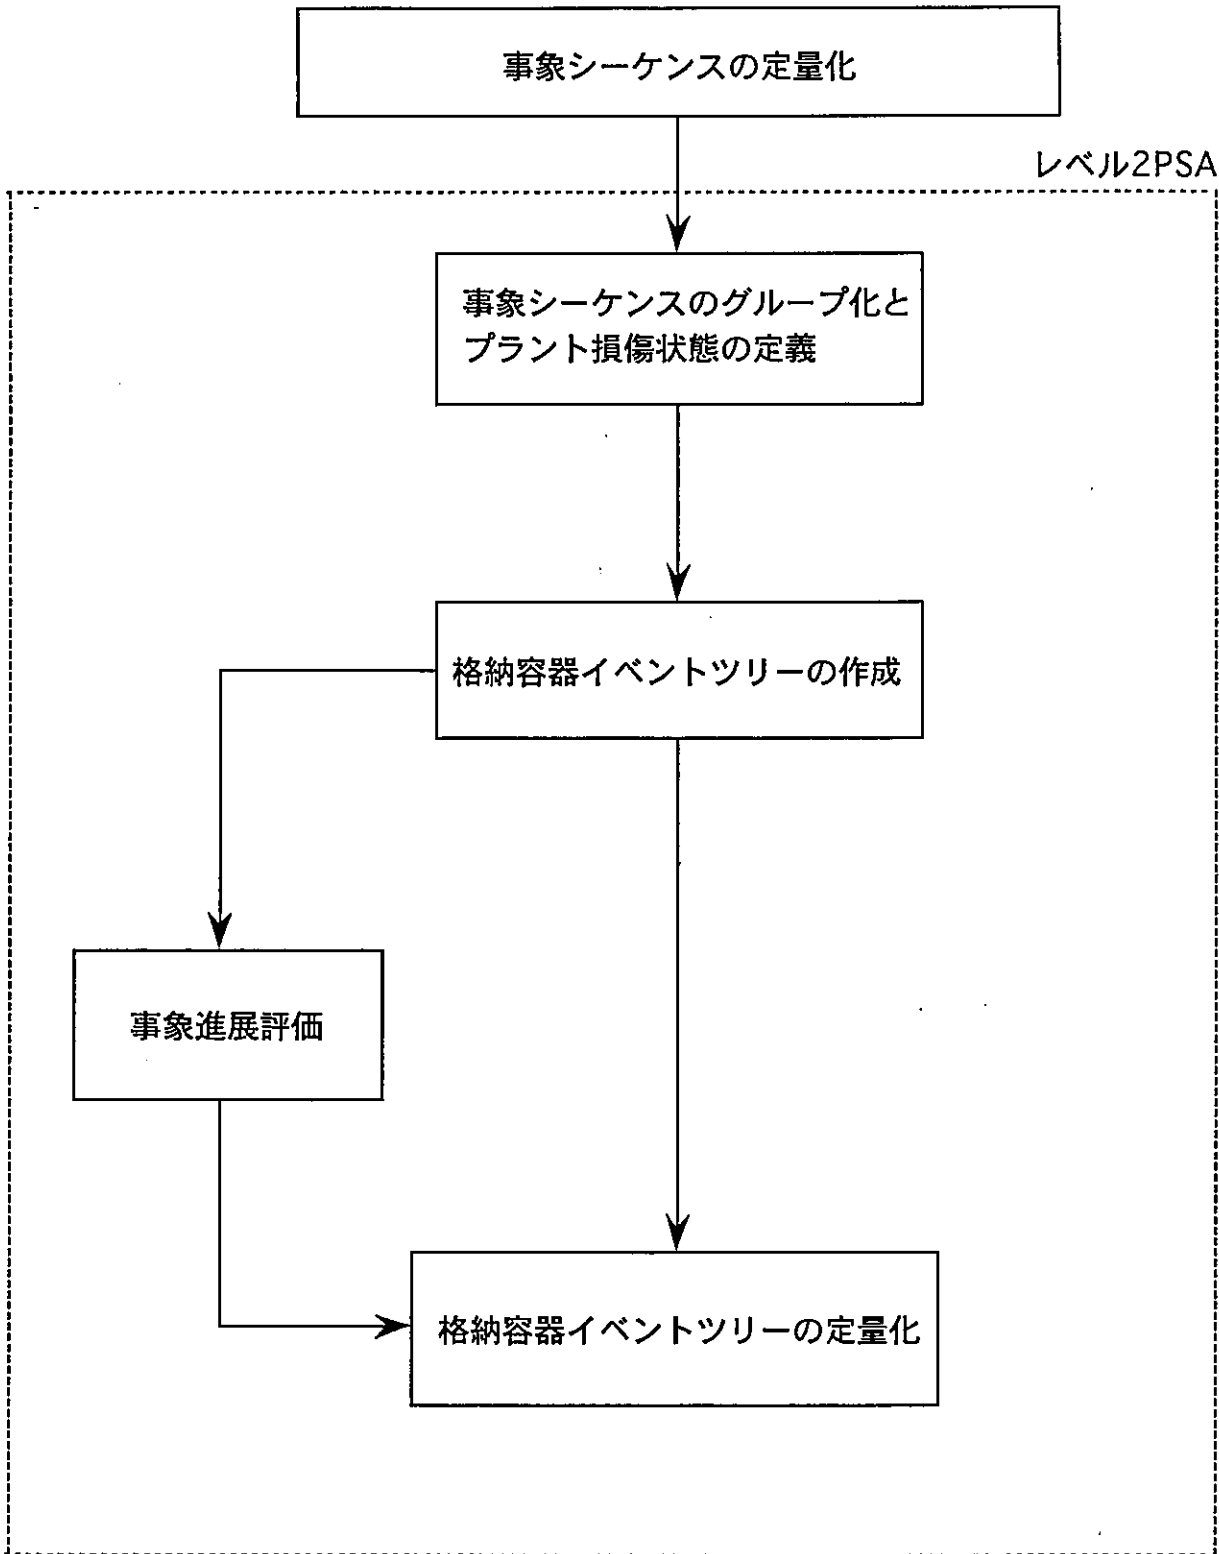 事象シーケンスの定量化
レベル2PSA
事象シーケンスのグループ化と
プラント損傷状態の定義
格納容器イベントツリーの作成
事象進展評価
格納容器イベントツリーの定量化